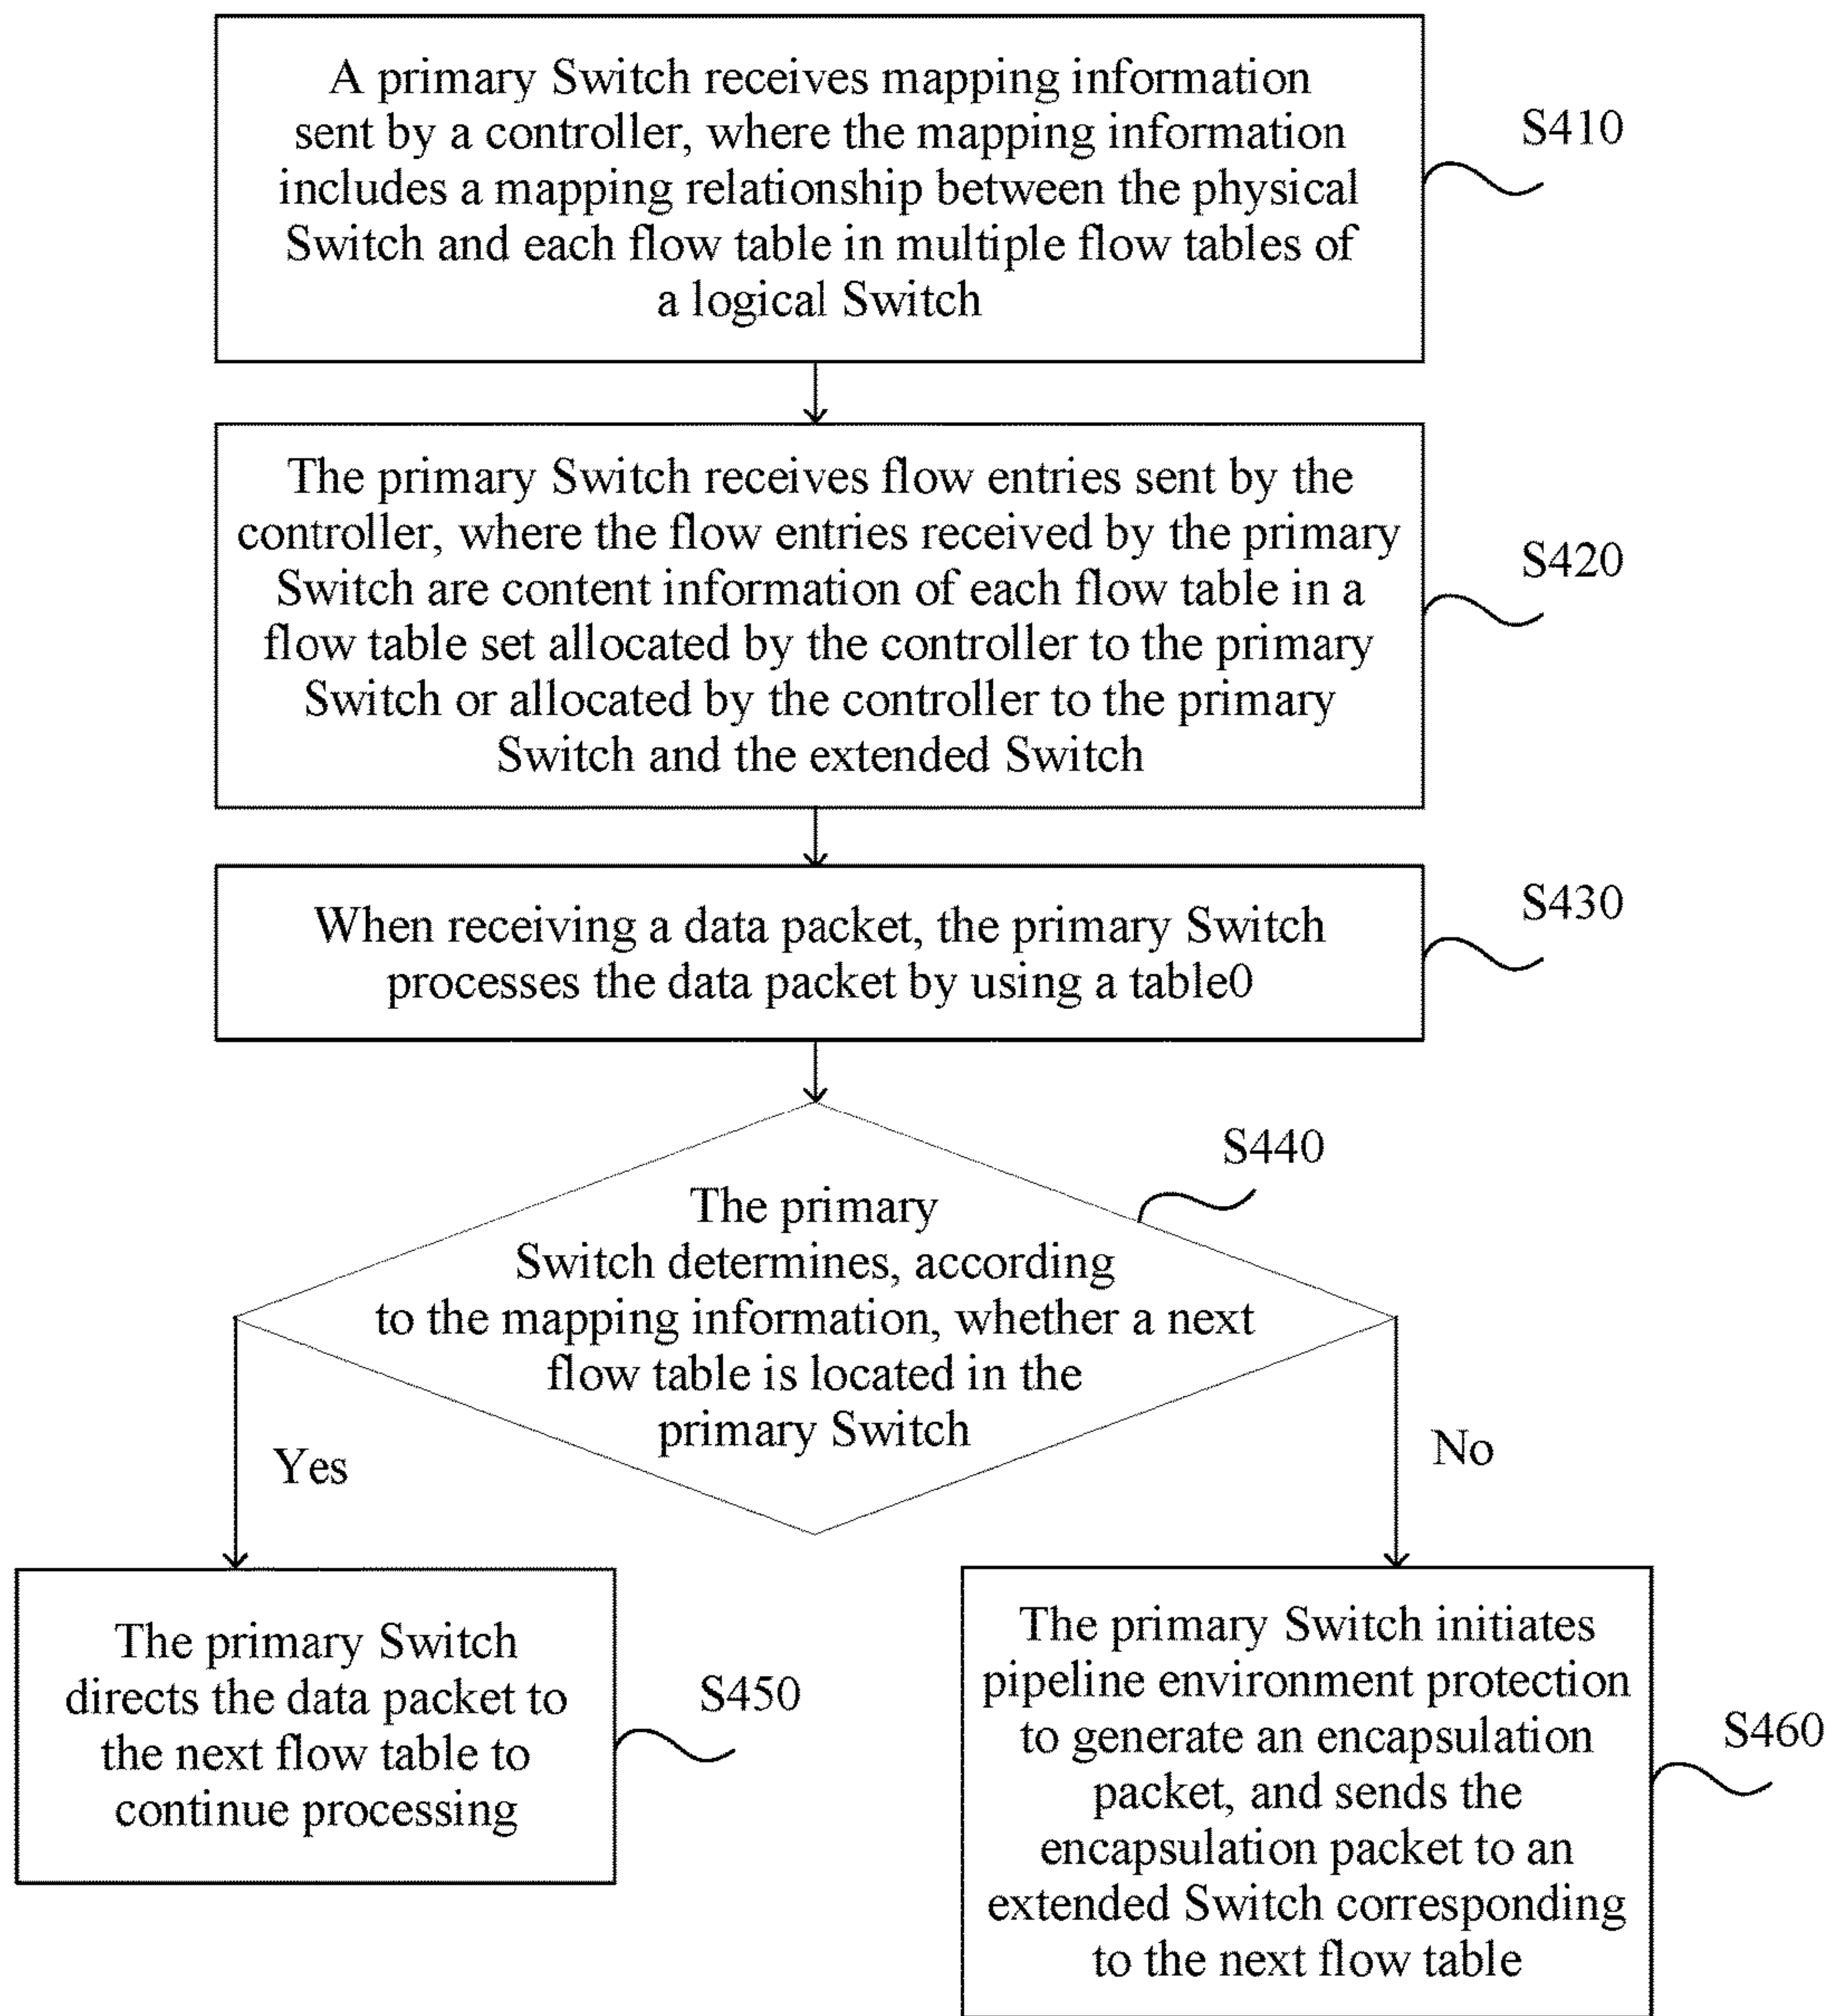 A primary Switch receives mapping information
sent by a controller, where the mapping information
includes a mapping relationship between the physical
Switch and each flow table in multiple flow tables of
a logical Switch
S410
The primary Switch receives flow entries sent by the
controller, where the flow entries received by the primary
Switch are content information of each flow table in a
flow table set allocated by the controller to the primary
Switch or allocated by the controller to the primary
Switch and the extended Switch
S420
When receiving a data packet, the primary Switch
processes the data packet by using a table0
S430
The primary
Switch determines, according
to the mapping information, whether a next
flow table is located in the
primary Switch
S440
Yes
No
The primary Switch
directs the data packet to
the next flow table to
continue processing
S450
The primary Switch initiates
pipeline environment protection
to generate an encapsulation
packet, and sends the
encapsulation packet to an
extended Switch corresponding
to the next flow table
S460